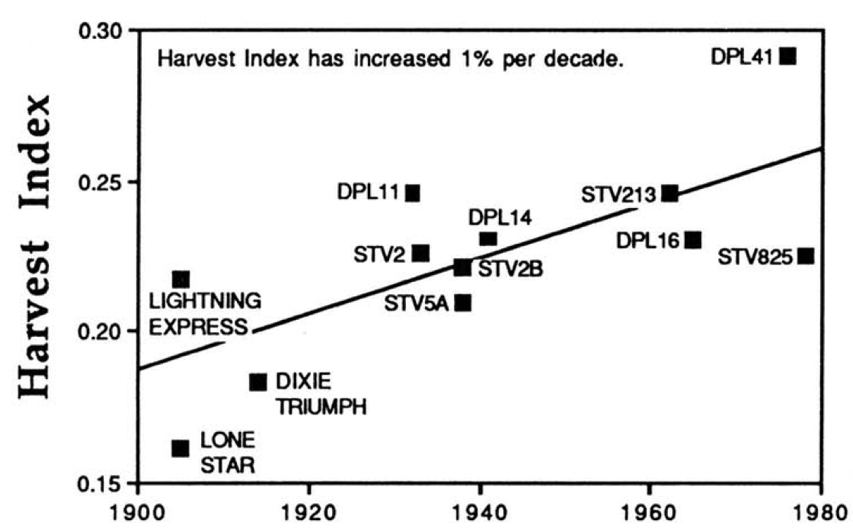 Harvest Index
0.30
0.25
0.20
0.15
Harvest Index has increased 1% per decade.
DPL41
DPL11
STV213
DPL14
DPL16
STV2
STV825
STV2B
LIGHTNING
EXPRESS
STV5A
DIXIE
TRIUMPH
LONE
STAR
1900
1920
1940
1960
1980